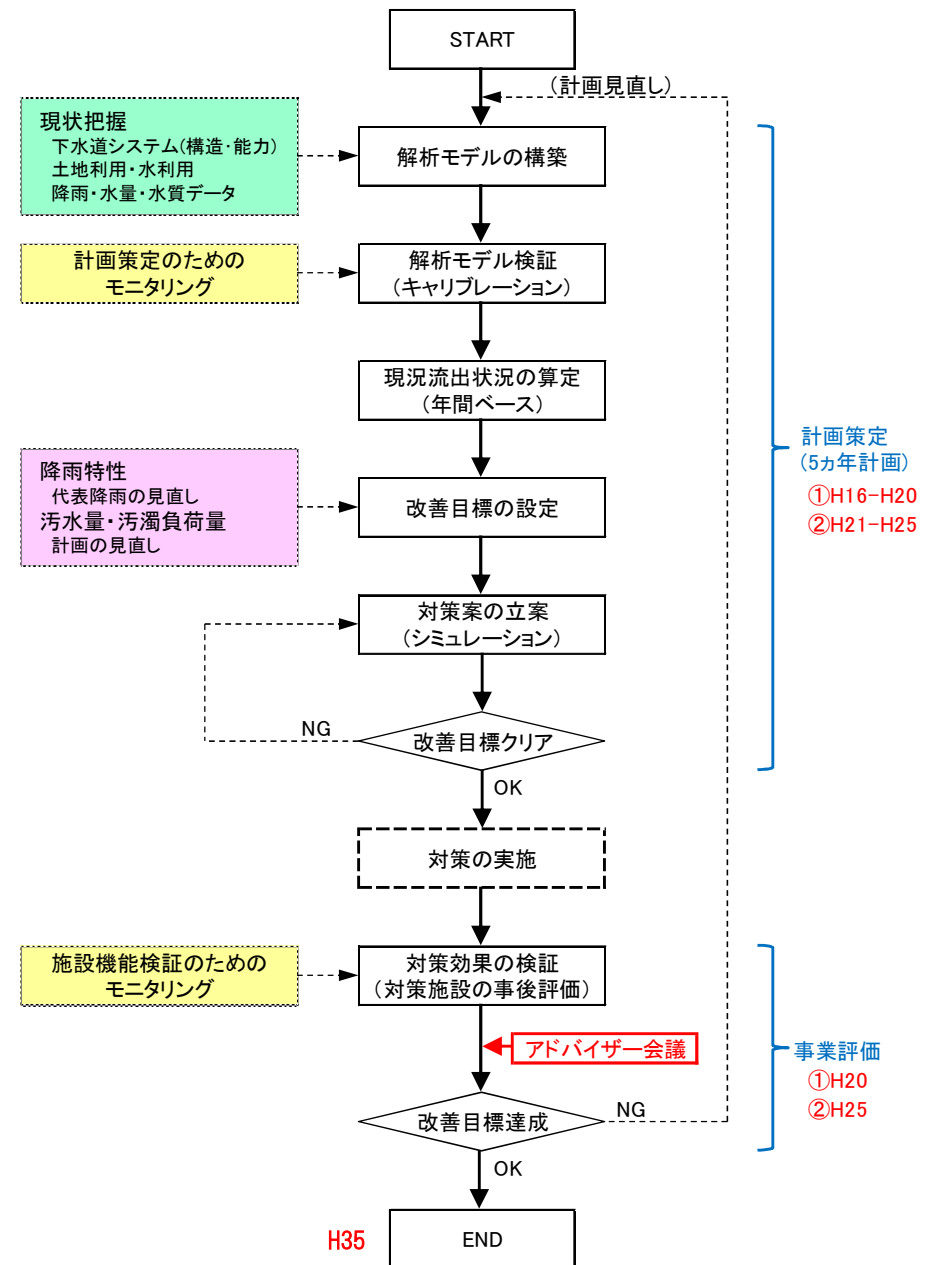 START
(計画見直し)
現状把握
下水道システム(構造・能力)
土地利用・水利用
降雨・水量・水質データ
解析モデルの構築
計画策定のための
モニタリング
解析モデル検証
(キャリブレーション)
現況流出状況の算定
(年間ベース)
計画策定
(5ヵ年計画)
①H16-H20
②H21-H25
降雨特性
代表降雨の見直し
汚水量・汚濁負荷量
計画の見直し
改善目標の設定
対策案の立案
(シミュレーション)
NG
改善目標クリア
OK
対策の実施
施設機能検証のための
モニタリング
対策効果の検証
(対策施設の事後評価)
アドバイザー会議
事業評価
①H20
②H25
改善目標達成
NG
OK
H35
END